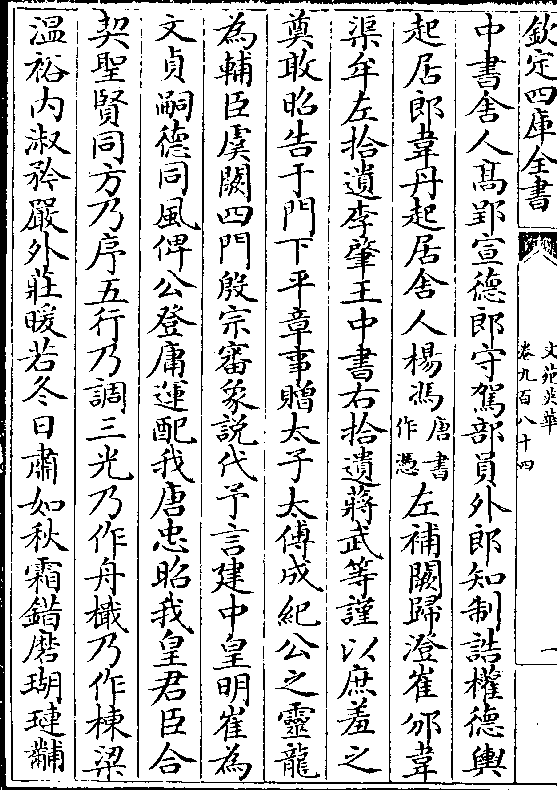 欽定四庫全書
文苑英華
卷九百八十四
一
中書舍人髙郢宣德郎守駕部員外郎知制誥權德輿
起居郎韋丹起居舍人楊馮唐書作憑左補闕歸澄崔邠韋
渠牟左拾遺李肇王中書右拾遺蔣武等謹以庶羞之
奠敢昭告于門下平章事贈太子太傅成紀公之靈龍
為輔臣虞闕四門殷宗審象説代予言建中皇明崔為
文貞嗣德同風俾公登庸蓮配我唐忠昭我皇君臣合
契聖賢同方乃序五行乃調三光乃作舟檝乃作棟梁
温裕内淑矜嚴外莊暖若冬日肅如秋霜錯磨瑚璉黼